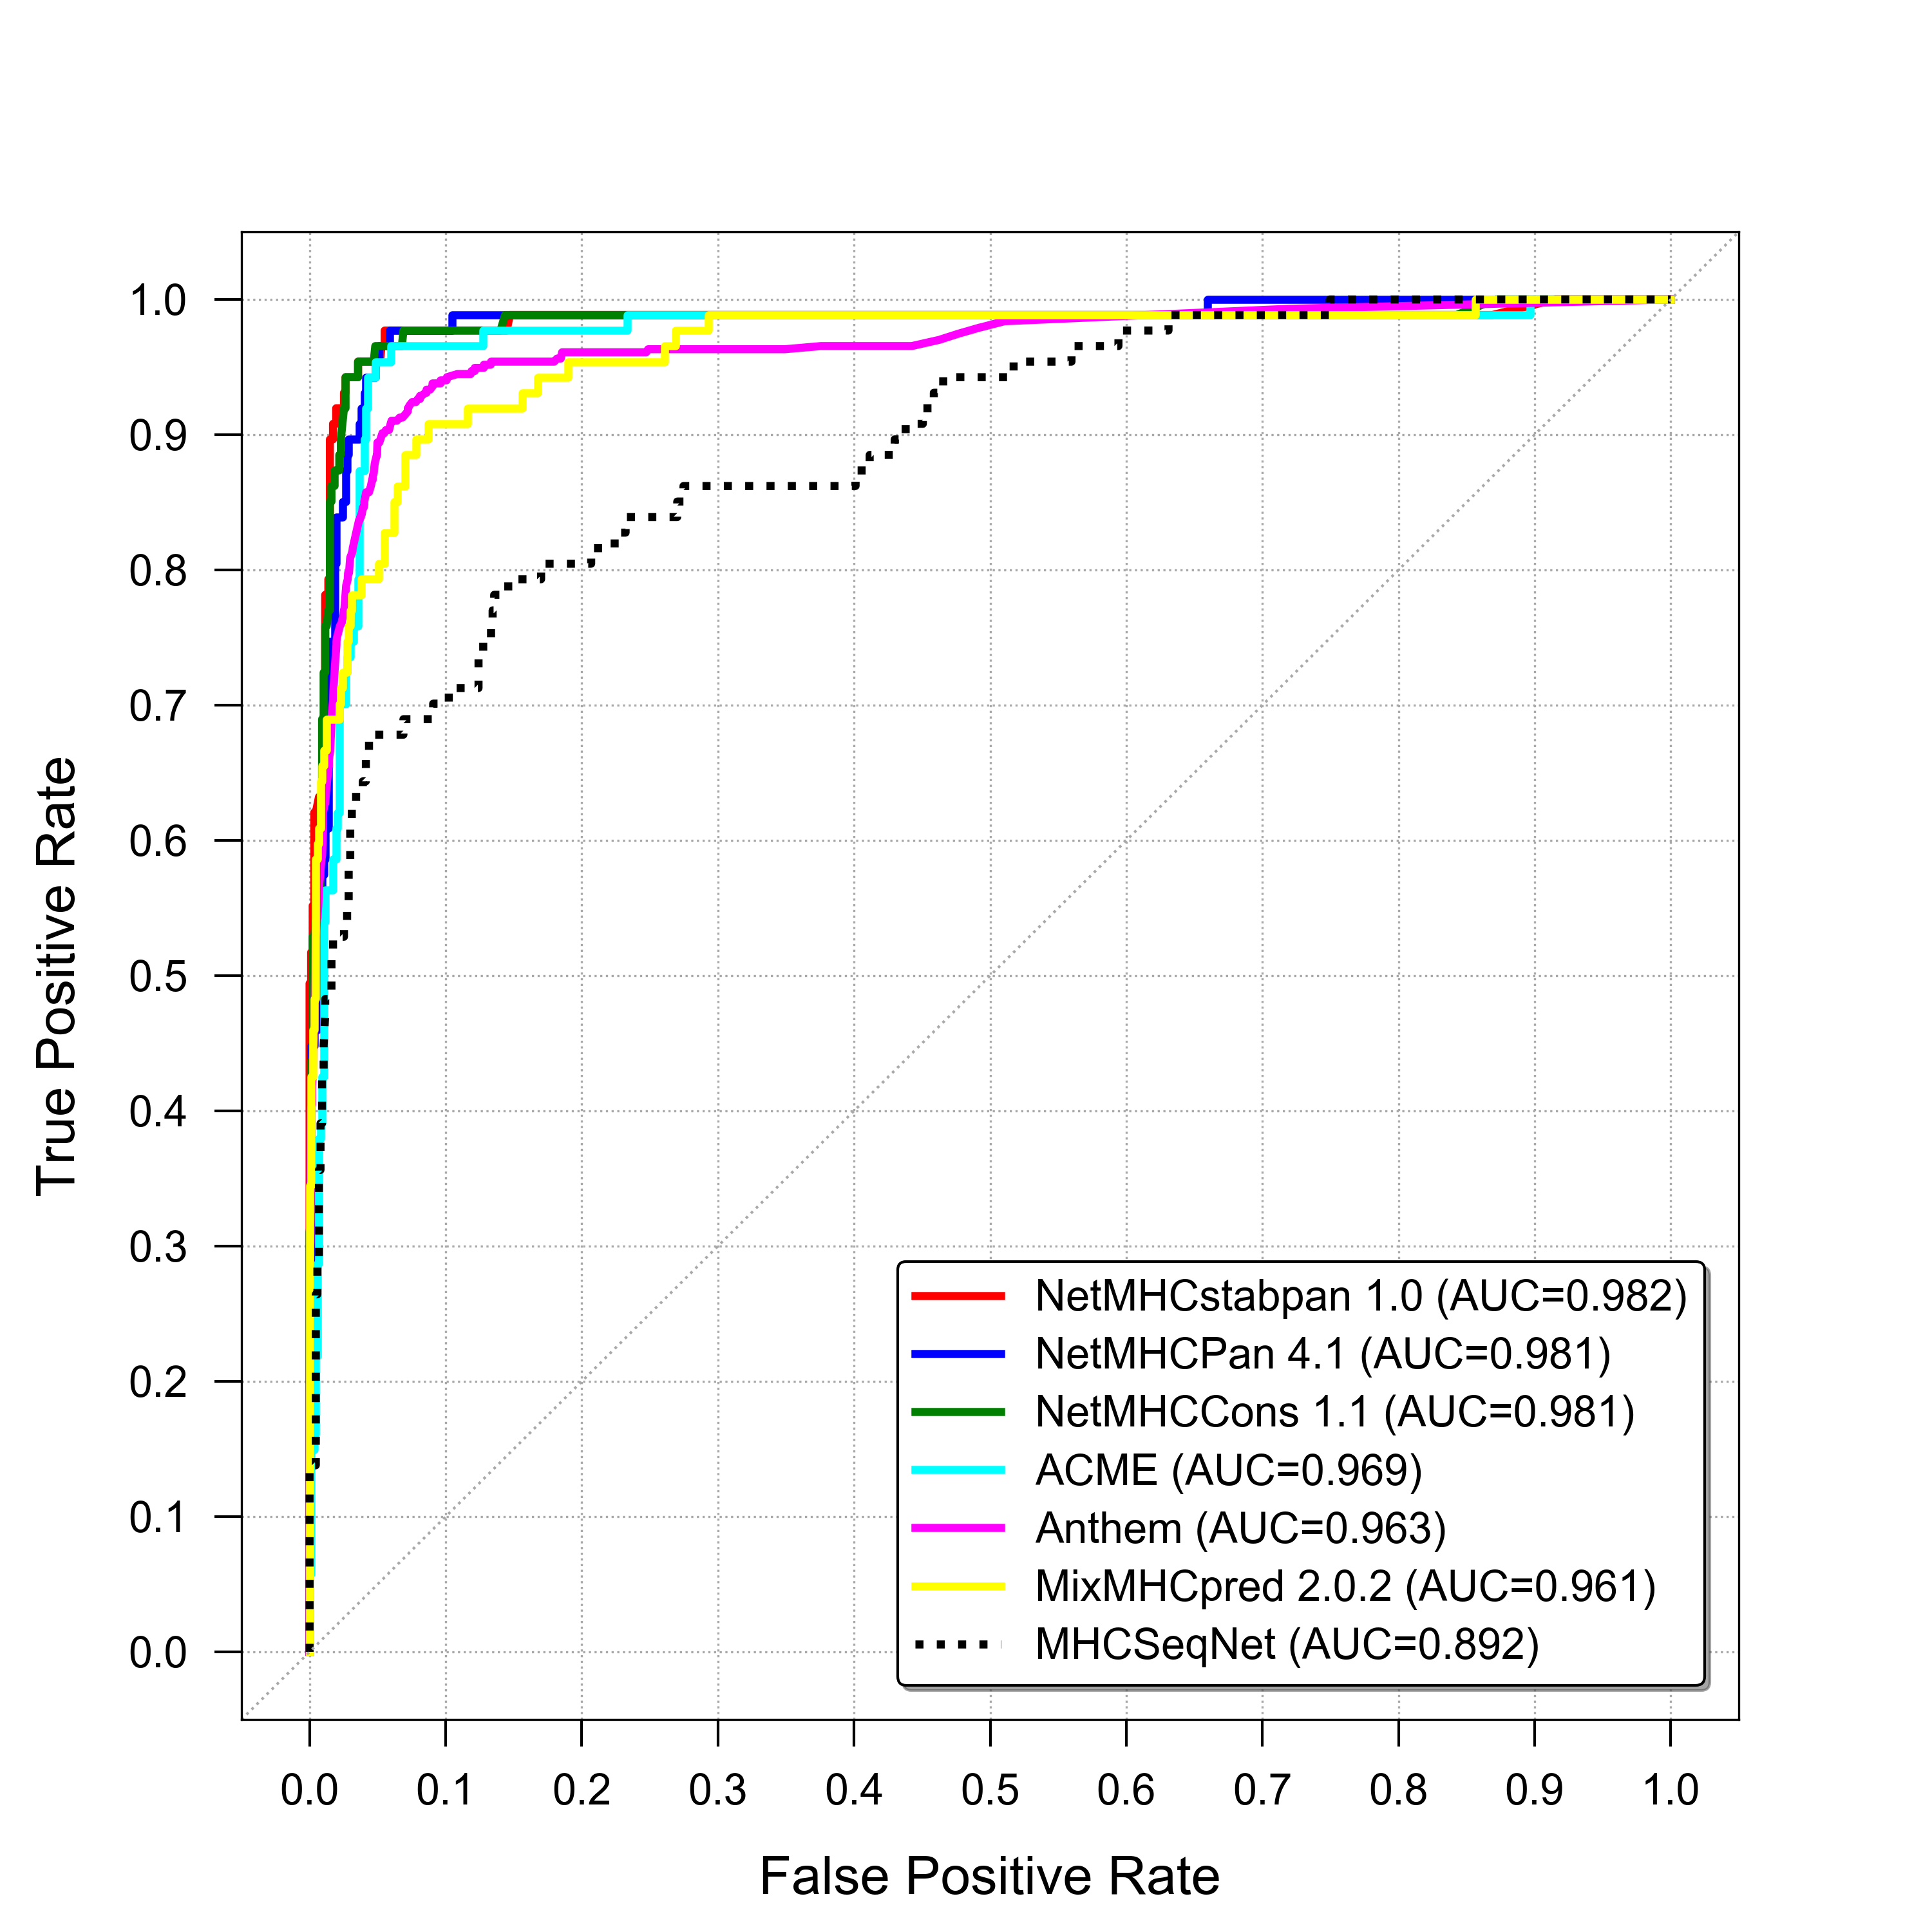 1.0
0.9
0.8
0.7
0.6
0.5
0.4
0.3
0.2
0.1
0.0
True Positive Rate
NetMHCstabpan 1.0 (AUC=0.982)
NetMHCPan 4.1 (AUC=0.981)
NetMHCCons 1.1 (AUC=0.981)
ACME (AUC=0.969)
Anthem (AUC=0.963)
MixMHCpred 2.0.2 (AUC=0.961)
MHCSeqNet (AUC=0.892)
0.0 0.1 0.2 0.3 0.4 0.5 0.6 0.7 0.8 0.9 1.0
False Positive Rate